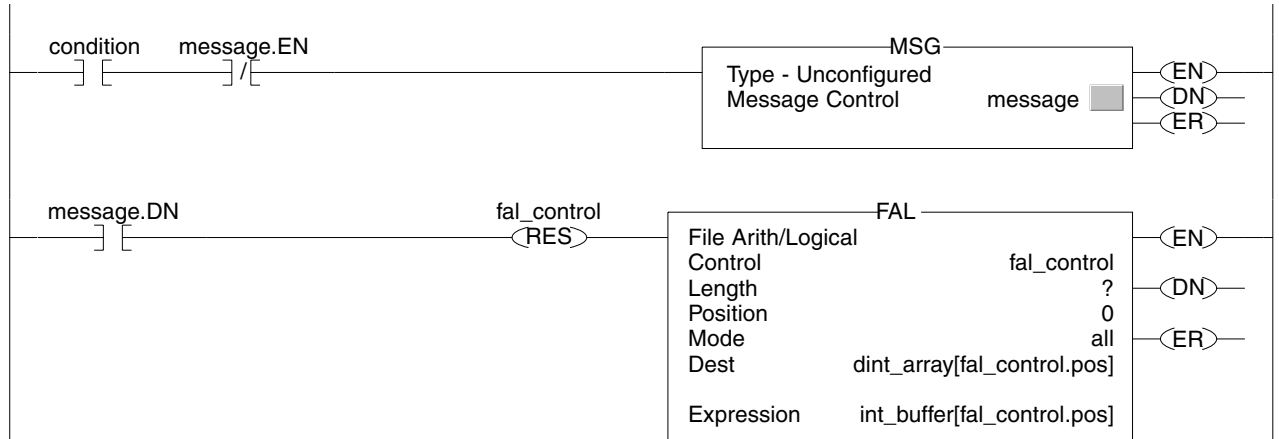 condition message.EN MSG
Type - Unconfigured EN
Message Control message DN
ER
message.DN fal_control FAL
RES File Arith/Logical EN
Control fal_control
Length ? DN
Position 0
Mode all ER
Dest dint_array[fal_control.pos]
Expression int_buffer[fal_control.pos]